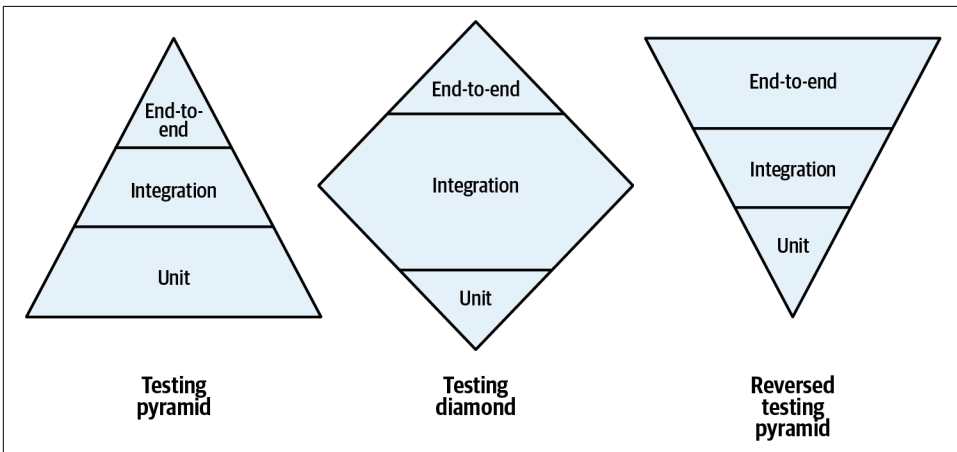 End-to-
end
Integration
Unit
Testing
pyramid
End-to-end
Integration
Unit
Testing
diamond
End-to-end
Integration
Unit
Reversed
testing
pyramid